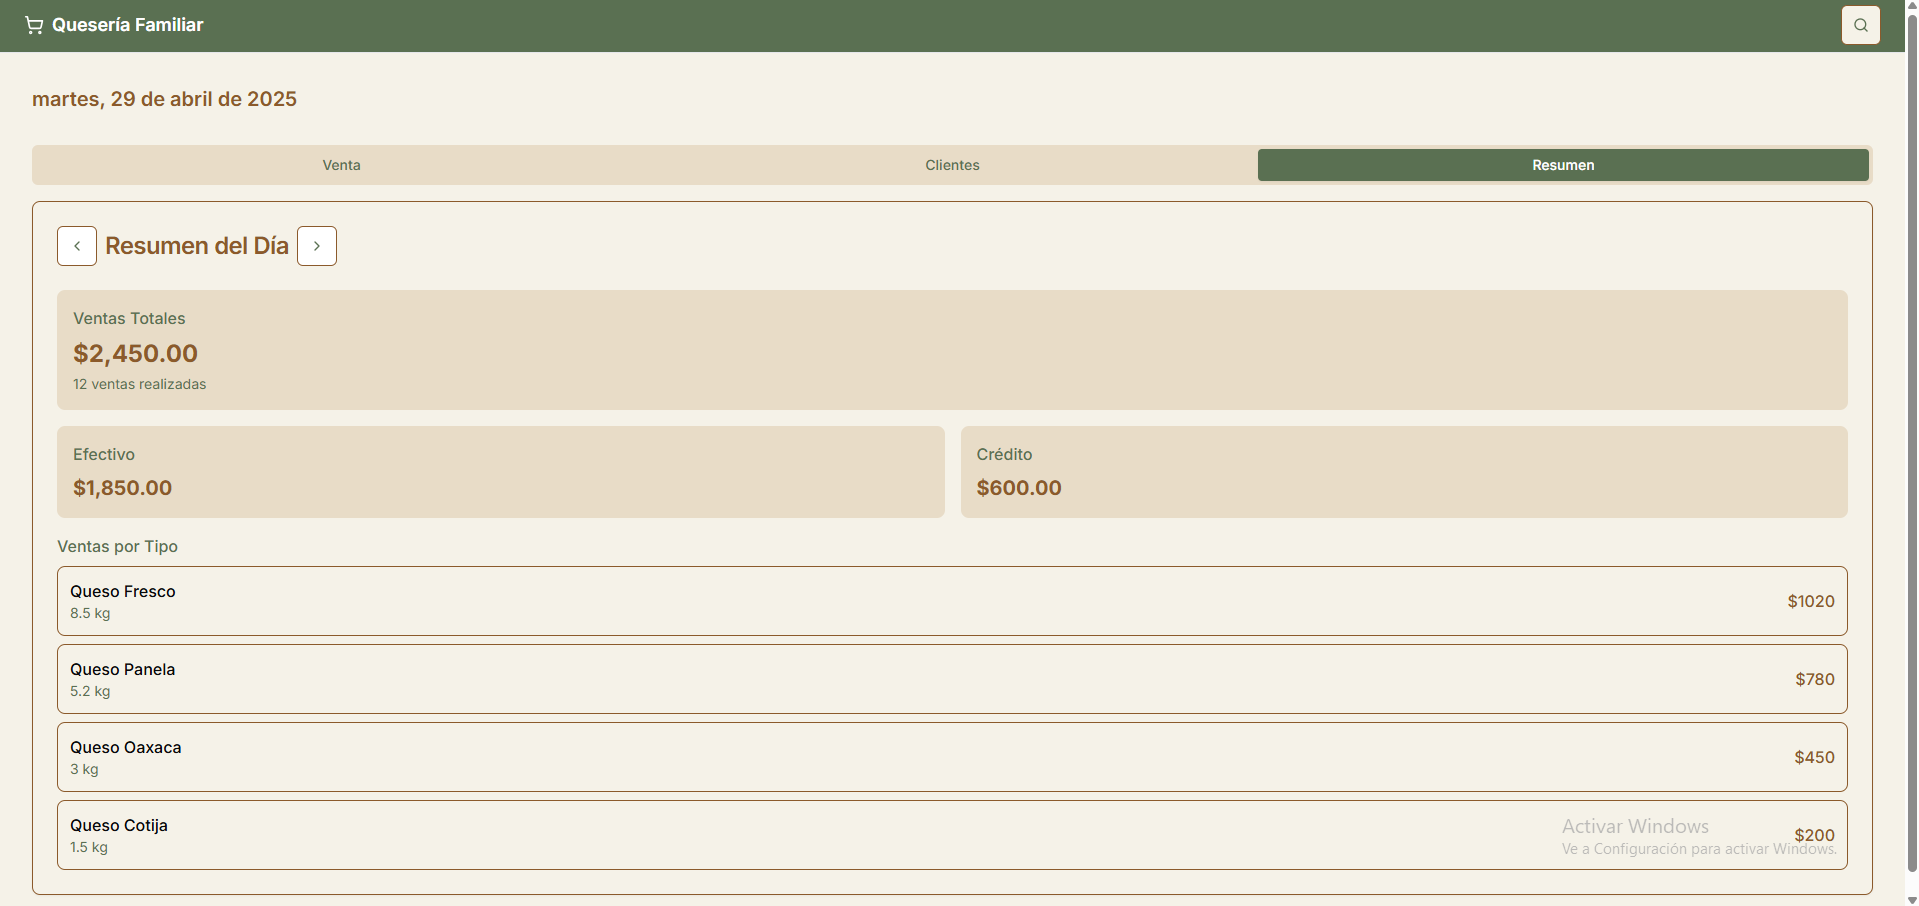 Quesería Familiar
martes, 29 de abril de 2025
Venta
Clientes
Resumen
Resumen del Día
Ventas Totales
$2,450.00
12 ventas realizadas
Efectivo
$1,850.00
Crédito
$600.00
Ventas por Tipo
Queso Fresco
8.5 kg
$1020
Queso Panela
5.2 kg
$780
Queso Oaxaca
3 kg
$450
Queso Cotija
1.5 kg
$200
Activar Windows
Ve a Configuración para activar Windows.